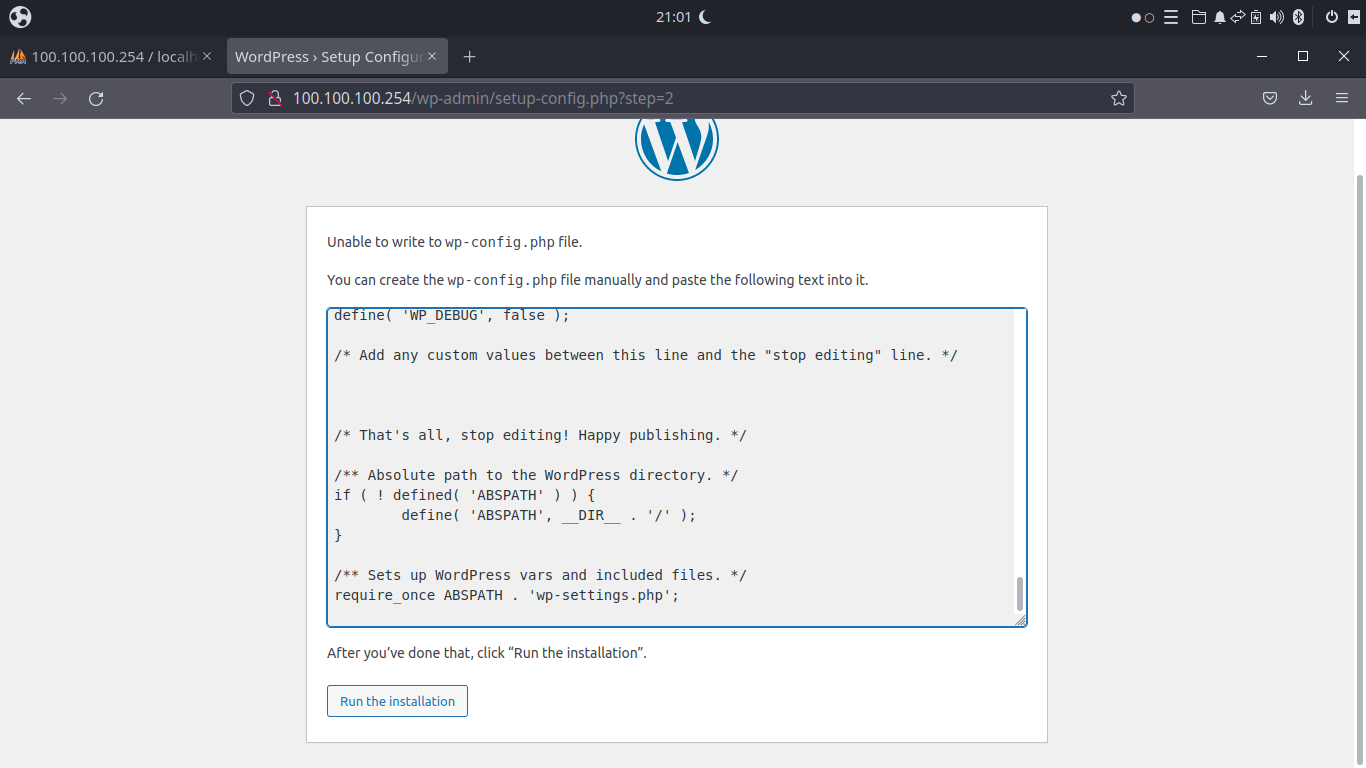 21:01
100.100.100.254 / localh
WordPress › Setup Configur
100.100.100.254/wp-admin/setup-config.php?step=2
Unable to write to wp-config.php file.
You can create the wp-config.php file manually and paste the following text into it.
define( 'WP_DEBUG', false );
/* Add any custom values between this line and the "stop editing" line. */
/* That's all, stop editing! Happy publishing. */
/** Absolute path to the WordPress directory. */
if ( ! defined( 'ABSPATH' ) ) {
	define( 'ABSPATH', __DIR__ . '/' );
}
/** Sets up WordPress vars and included files. */
require_once ABSPATH . 'wp-settings.php';
After you’ve done that, click “Run the installation”.
Run the installation